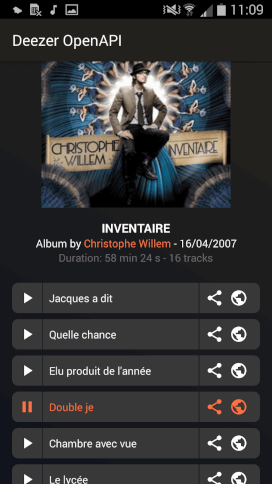 11:09
Deezer OpenAPI
CHRISTOPHE WILLEM INVENTAIRE
INVENTAIRE
Album by Christophe Willem - 16/04/2007
Duration: 58 min 24 s - 16 tracks
Jacques a dit
Quelle chance
Elu produit de l'année
Double je
Chambre avec vue
Le lycée